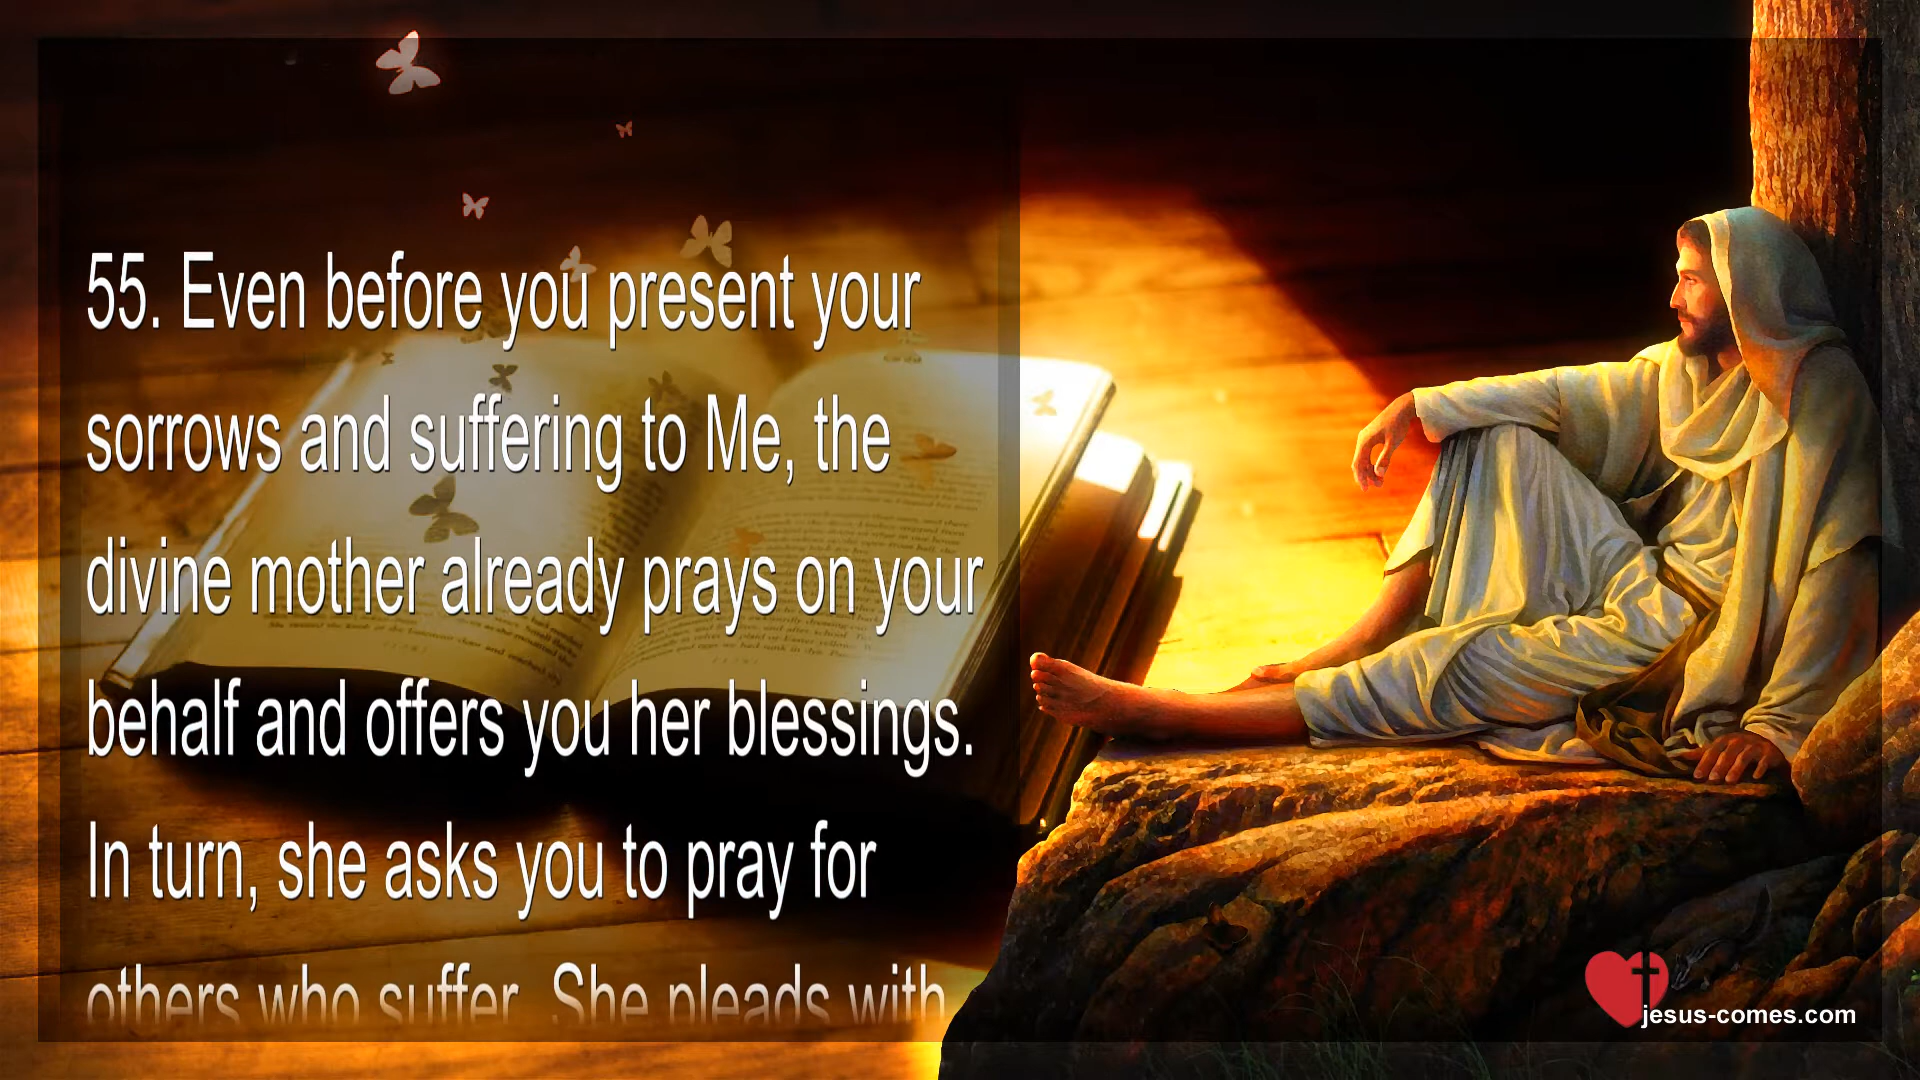 55. Even before you present your
sorrows and suffering to Me, the
divine mother already prays on your
behalf and offers you her blessings.
In turn, she asks you to pray for
others who suffer. She pleads with
jesus-comes.com